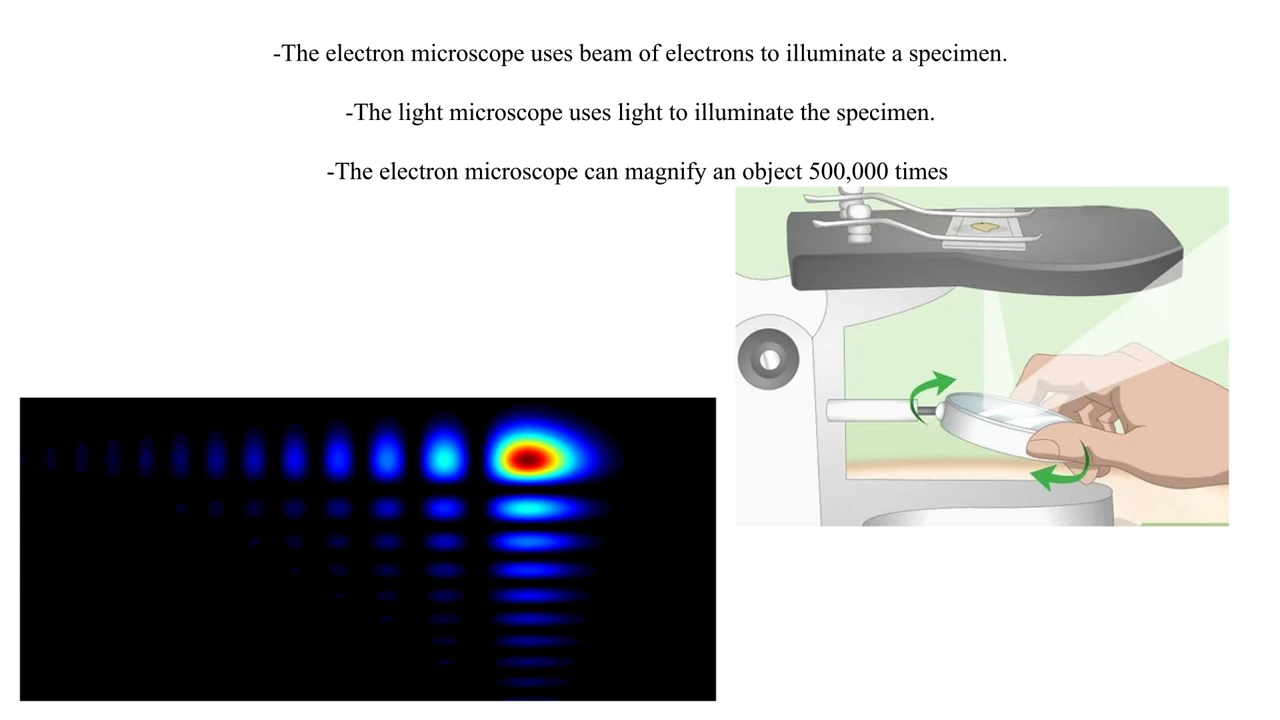 -The electron microscope uses beam of electrons to illuminate a specimen.
-The light microscope uses light to illuminate the specimen.
-The electron microscope can magnify an object 500,000 times